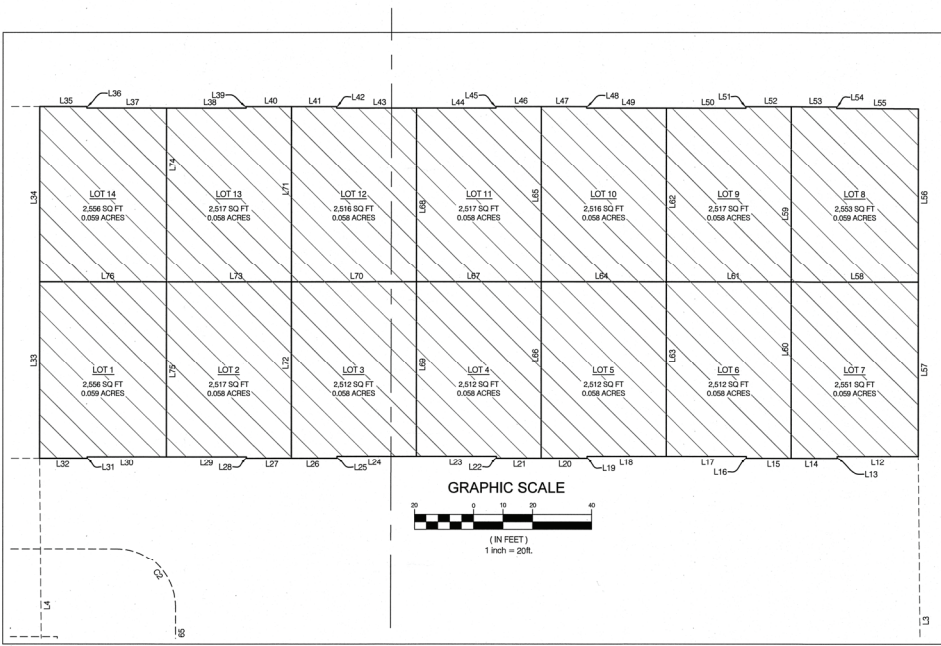 L36 L39 L42 L45 L48 L51 L54
L35 L37 L38 L40 L41 L43 L44 L46 L47 L49 L50 L52 L53 L55
L34 L74 L71 L68 L65 L62 L59 L56
LOT 14
2,556 SQ FT
0.059 ACRES
LOT 13
2,517 SQ FT
0.058 ACRES
LOT 12
2,516 SQ FT
0.058 ACRES
LOT 11
2,517 SQ FT
0.058 ACRES
LOT 10
2,516 SQ FT
0.058 ACRES
LOT 9
2,517 SQ FT
0.058 ACRES
LOT 8
2,553 SQ FT
0.059 ACRES
L76 L73 L70 L67 L64 L61 L58
L33 L75 L72 L69 L66 L63 L60 L57
LOT 1
2,556 SQ FT
0.059 ACRES
LOT 2
2,517 SQ FT
0.058 ACRES
LOT 3
2,512 SQ FT
0.058 ACRES
LOT 4
2,512 SQ FT
0.058 ACRES
LOT 5
2,512 SQ FT
0.058 ACRES
LOT 6
2,512 SQ FT
0.058 ACRES
LOT 7
2,551 SQ FT
0.059 ACRES
L32 L30 L29 L27 L26 L24 L23 L21 L20 L18 L17 L15 L14 L12
L31 L28 L25 L22 L19 L16 L13
GRAPHIC SCALE
20 0 10 20 40
( IN FEET )
1 inch = 20ft.
C2
L4
65
L3